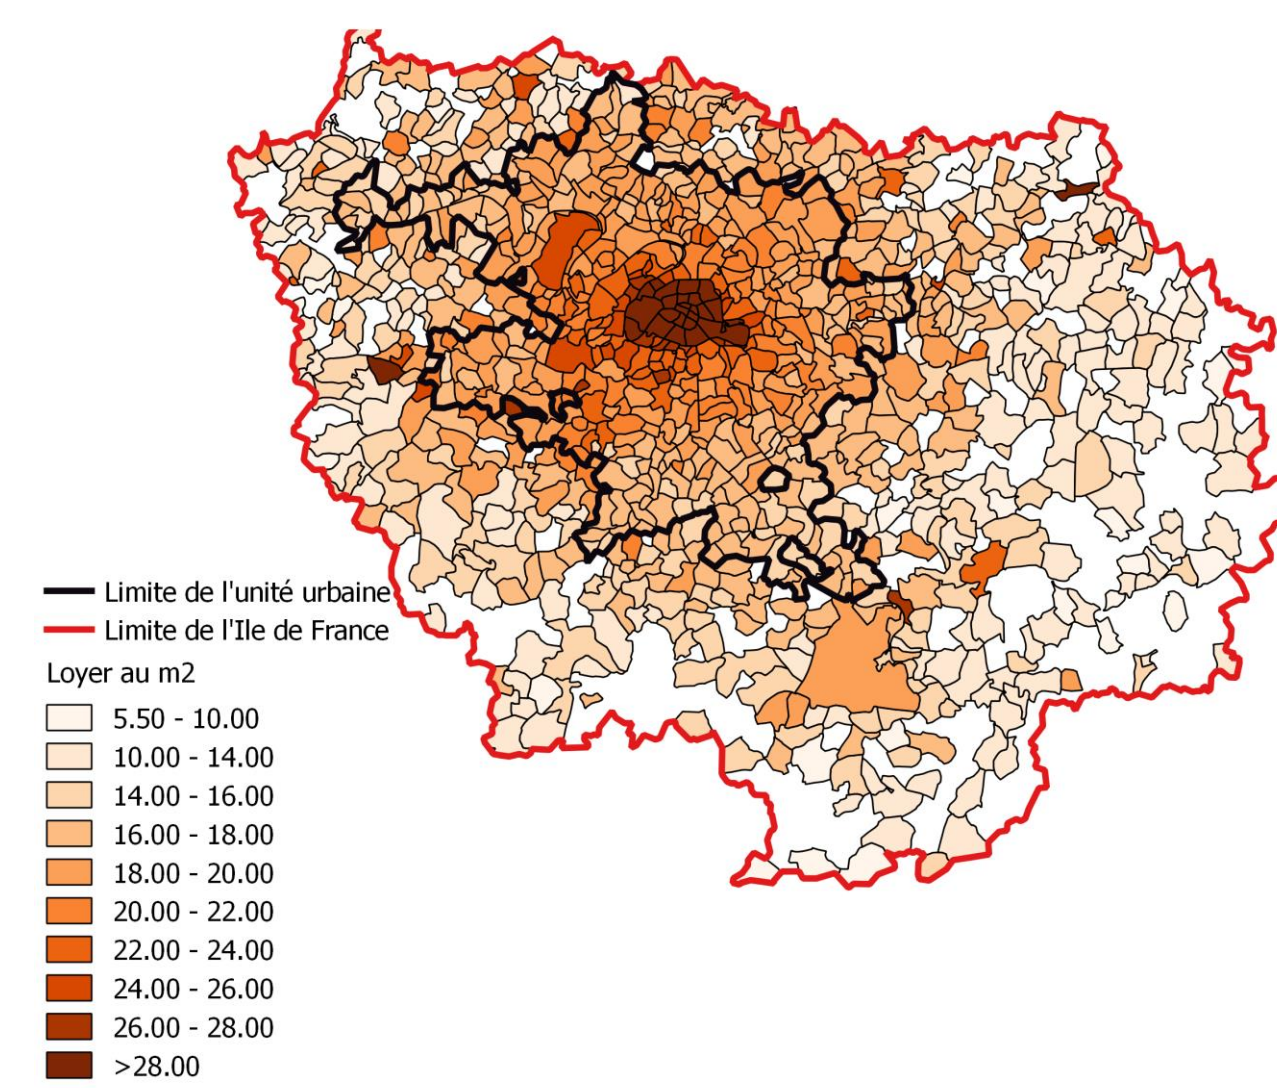 Limite de l'unité urbaine
Limite de l'Ile de France
Loyer au m2
5.50 - 10.00
10.00 - 14.00
14.00 - 16.00
16.00 - 18.00
18.00 - 20.00
20.00 - 22.00
22.00 - 24.00
24.00 - 26.00
26.00 - 28.00
>28.00